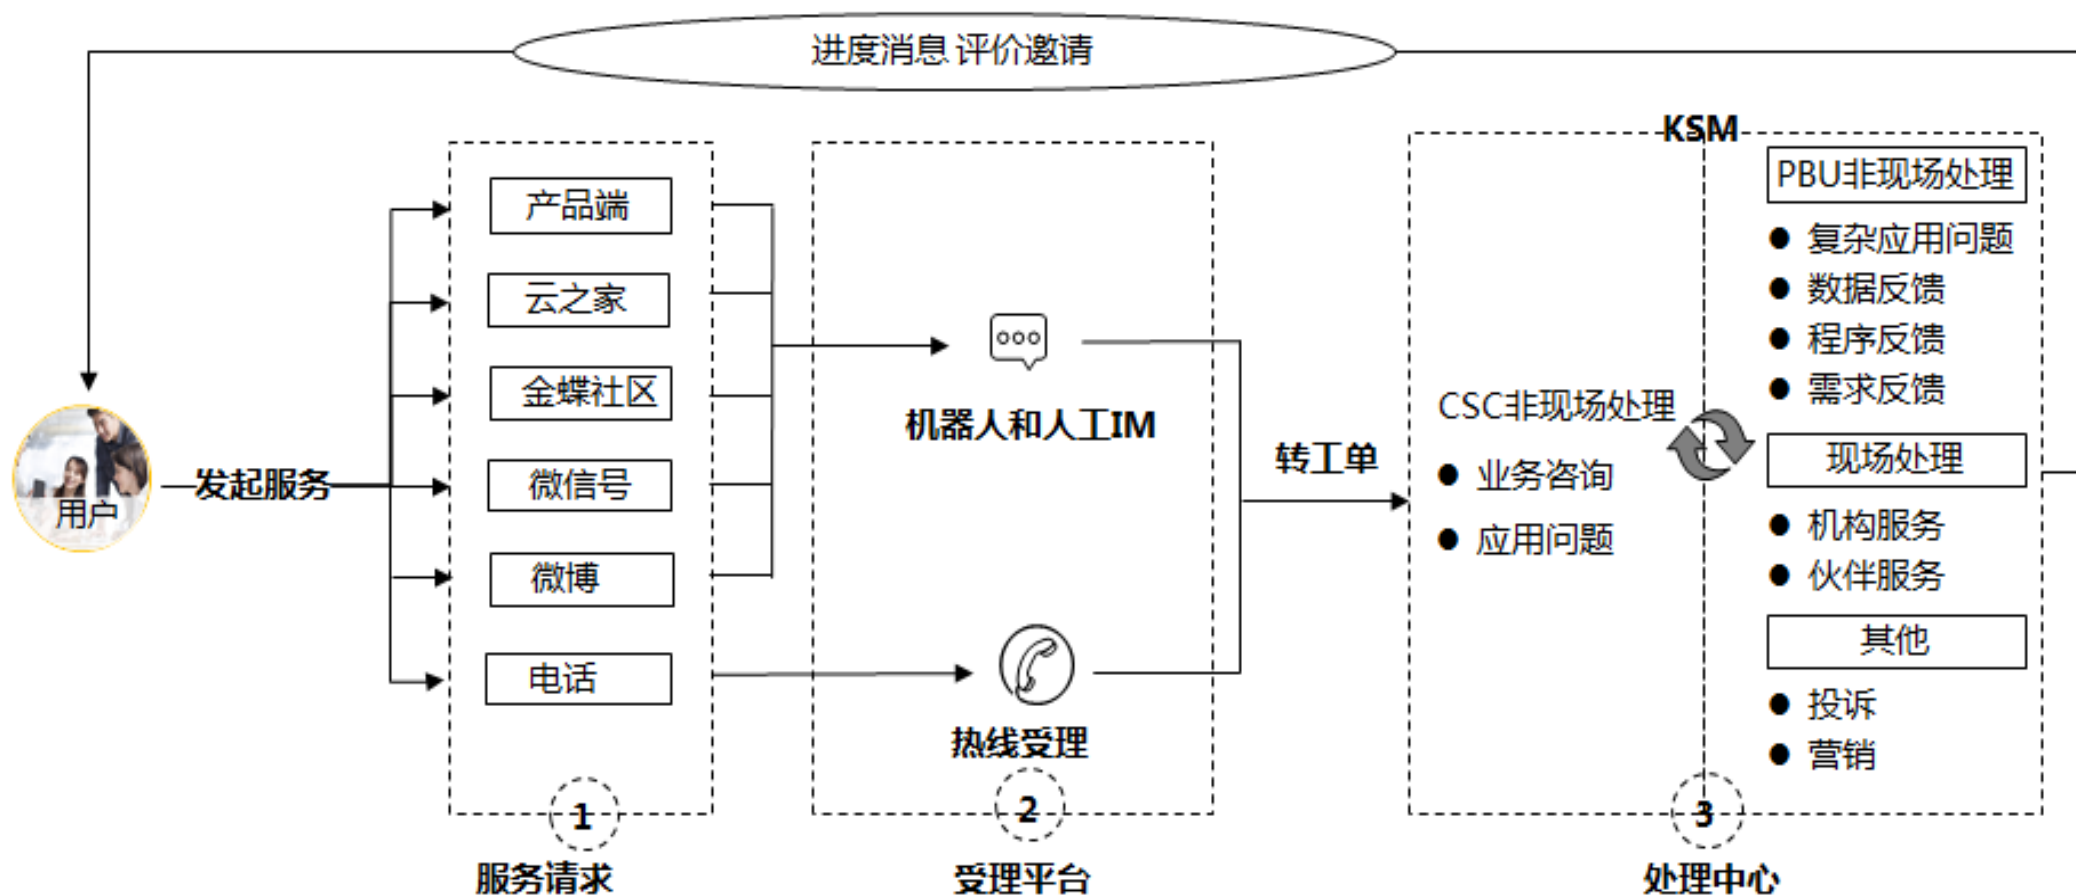 进度消息 评价邀请
用户
发起服务
产品端
云之家
金蝶社区
微信号
微博
电话
1
服务请求
机器人和人工IM
热线受理
2
受理平台
转工单
KSM
CSC非现场处理
业务咨询
应用问题
PBU非现场处理
复杂应用问题
数据反馈
程序反馈
需求反馈
现场处理
机构服务
伙伴服务
其他
投诉
营销
3
处理中心